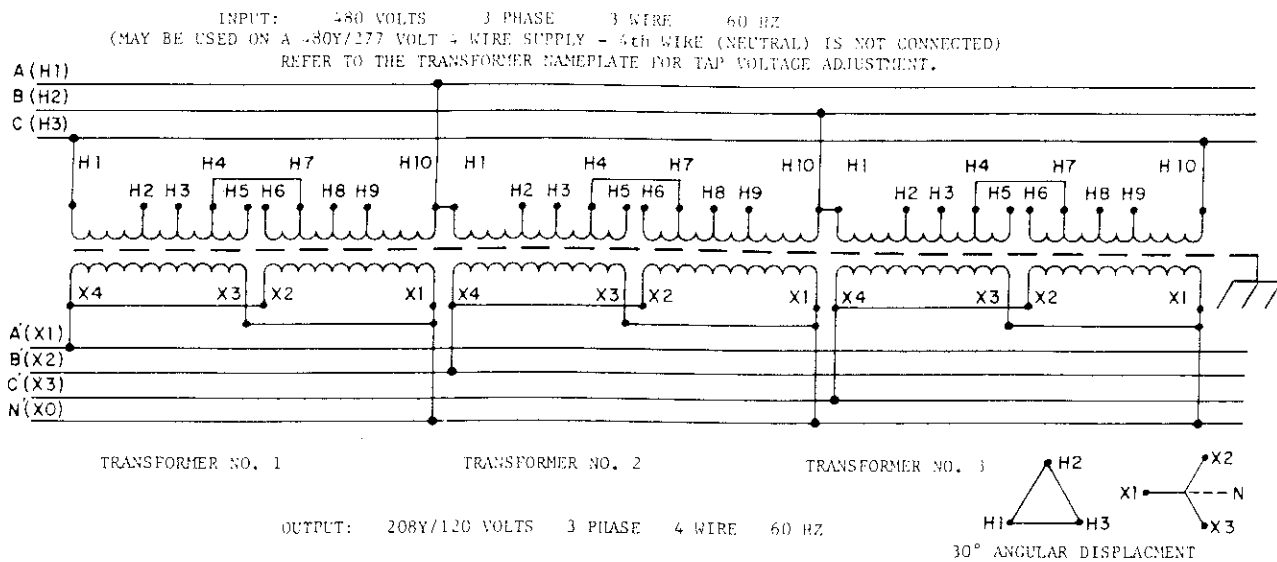 INPUT: 480 VOLTS 3 PHASE 3 WIRE 60 HZ
(MAY BE USED ON A 480Y/277 VOLT 4 WIRE SUPPLY - 4th WIRE (NEUTRAL) IS NOT CONNECTED)
REFER TO THE TRANSFORMER NAMEPLATE FOR TAP VOLTAGE ADJUSTMENT.
A (H1)
B (H2)
C (H3)
H1 H4 H7 H10 H1 H4 H7 H10 H1 H4 H7 H10
H2 H3 H5 H6 H8 H9 H2 H3 H5 H6 H8 H9 H2 H3 H5 H6 H8 H9
X4 X3 X2 X1 X4 X3 X2 X1 X4 X3 X2 X1
A'(X1)
B'(X2)
C'(X3)
N'(X0)
TRANSFORMER NO. 1 TRANSFORMER NO. 2 TRANSFORMER NO. 3
H2 X2
X1 N
H1 H3 X3
OUTPUT: 208Y/120 VOLTS 3 PHASE 4 WIRE 60 HZ
30° ANGULAR DISPLACMENT